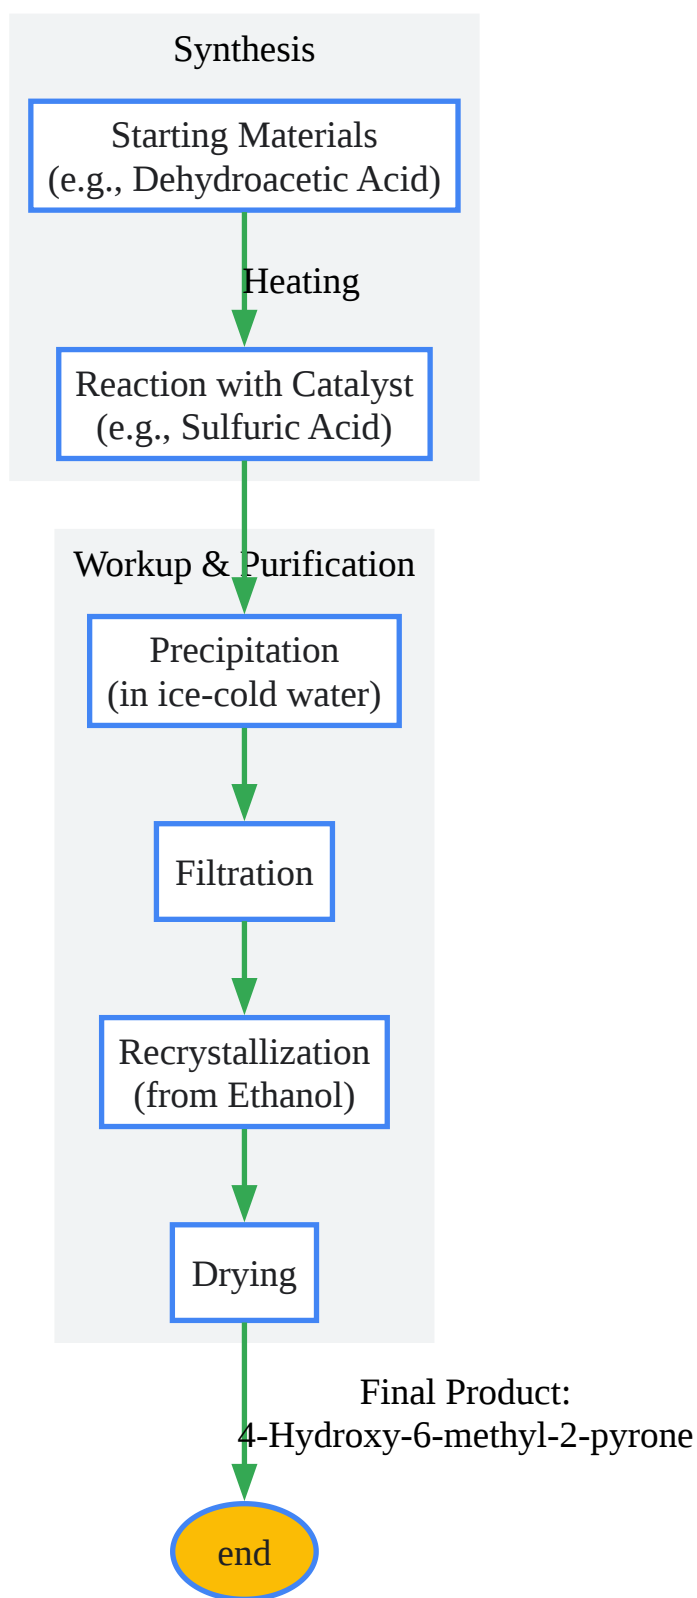 Synthesis
Starting Materials
(e.g., Dehydroacetic Acid)
Heating
Reaction with Catalyst
(e.g., Sulfuric Acid)
Workup & Purification
Precipitation
(in ice-cold water)
Filtration
Recrystallization
(from Ethanol)
Drying
Final Product:
4-Hydroxy-6-methyl-2-pyrone
end